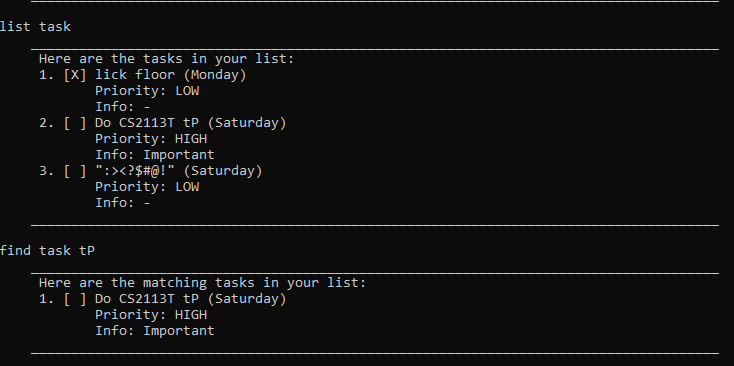 list task
Here are the tasks in your list:
1. [X] lick floor (Monday)
Priority: LOW
Info: -
2. [ ] Do CS2113T tP (Saturday)
Priority: HIGH
Info: Important
3. [ ] ":><?$#@!" (Saturday)
Priority: LOW
Info: -
find task tP
Here are the matching tasks in your list:
1. [ ] Do CS2113T tP (Saturday)
Priority: HIGH
Info: Important